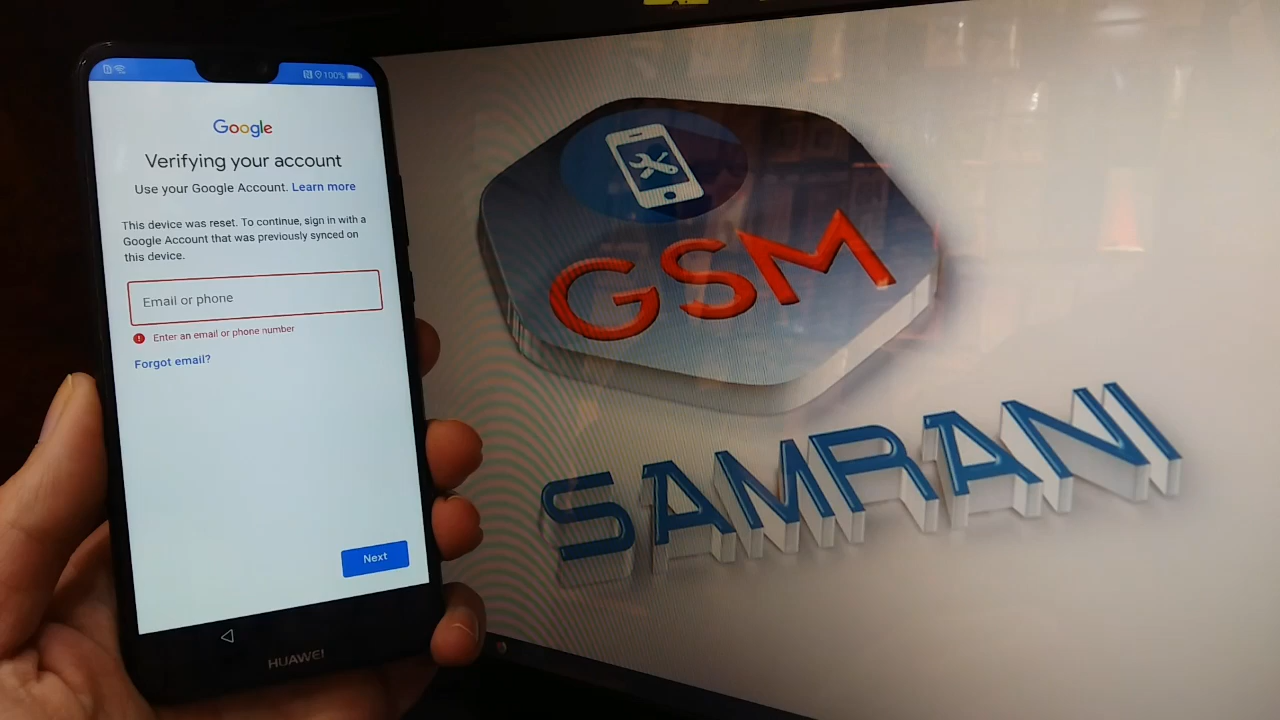 100%
Google
Verifying your account
Use your Google Account. Learn more
This device was reset. To continue, sign in with a
Google Account that was previously synced on
this device.
Email or phone
Enter an email or phone number
Forgot email?
Next
HUAWEI
GSM
SAMRANI